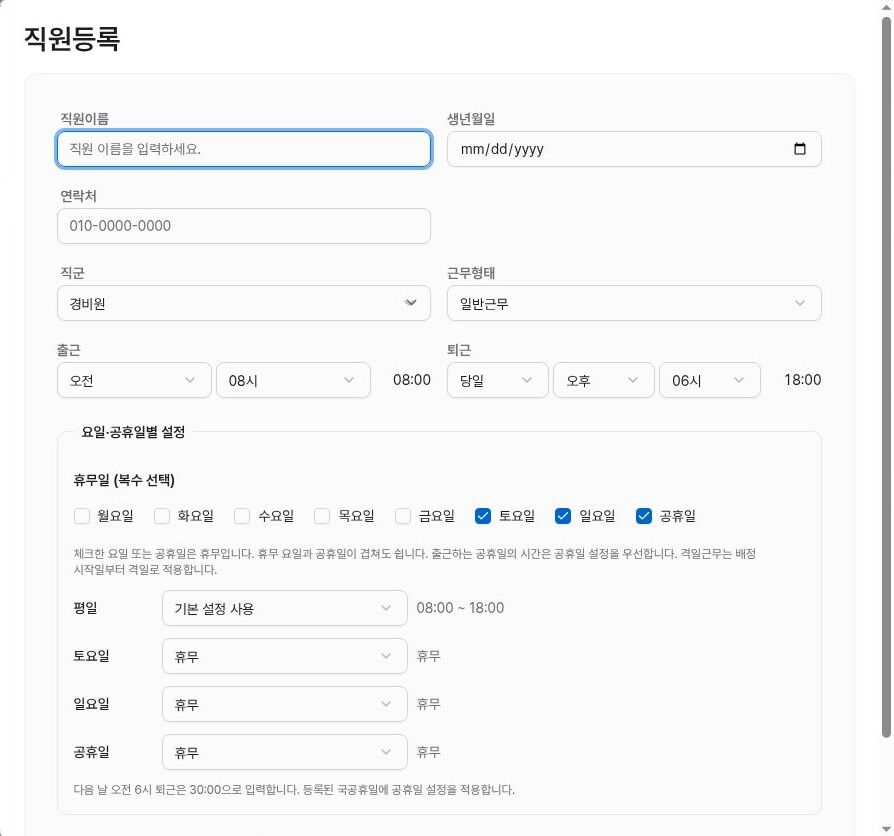 직원등록
직원이름 생년월일
직원 이름을 입력하세요. mm/dd/yyyy
연락처
010-0000-0000
직군 근무형태
경비원 일반근무
출근 퇴근
오전 08시 08:00 당일 오후 06시 18:00
요일·공휴일별 설정
휴무일 (복수 선택)
월요일 화요일 수요일 목요일 금요일 토요일 일요일 공휴일
체크한 요일 또는 공휴일은 휴무입니다. 휴무 요일과 공휴일이 겹쳐도 쉽니다. 출근하는 공휴일의 시간은 공휴일 설정을 우선합니다. 격일근무는 배정
시작일부터 격일로 적용합니다.
평일 기본 설정 사용 08:00 ~ 18:00
토요일 휴무 휴무
일요일 휴무 휴무
공휴일 휴무 휴무
다음 날 오전 6시 퇴근은 30:00으로 입력합니다. 등록된 국공휴일에 공휴일 설정을 적용합니다.